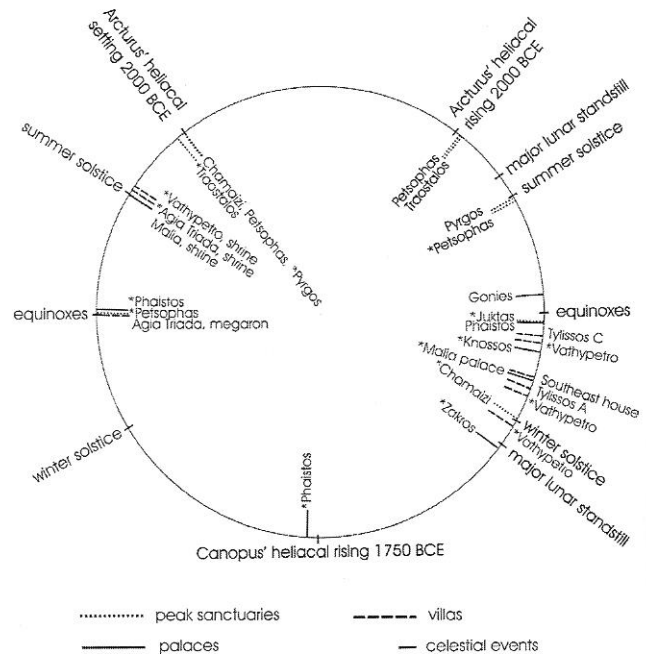 Arcturus' heliacal
setting 2000 BCE
Arcturus' heliacal
rising 2000 BCE
major lunar standstill
summer solstice
summer solstice
Chamaizi, Petsophas, *Pyrgos
*Traostalos
Petsophas
Traostalos
Pyrgos
*Petsophas
*Vathypetro, shrine
*Agia Triada, shrine
Malia, shrine
Gonies
equinoxes
*Phaistos
*Petsophas
Agia Triada, megaron
equinoxes
*Juktas
Phaistos
Tylissos C
*Knossos
*Vathypetro
*Malia palace
Southeast house
Tylissos A
*Vathypetro
*Chamaizi
winter solstice
*Vathypetro
*Zakros
major lunar standstill
winter solstice
*Phaistos
Canopus' heliacal rising 1750 BCE
peak sanctuaries
villas
palaces
celestial events